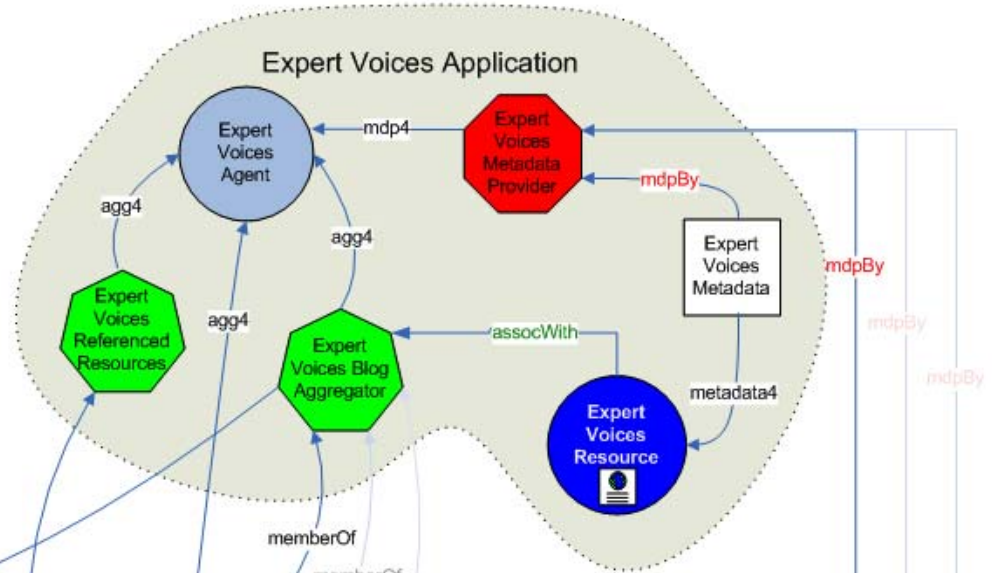 Expert Voices Application
Expert
Voices
Agent
mdp4
Expert
Voices
Metadata
Provider
mdpBy
agg4
agg4
Expert
Voices
Metadata
mdpBy
Expert
Voices
Referenced
Resources
agg4
Expert
Voices Blog
Aggregator
assocWith
mdpBy
mdpBy
metadata4
Expert
Voices
Resource
memberOf
memberOf